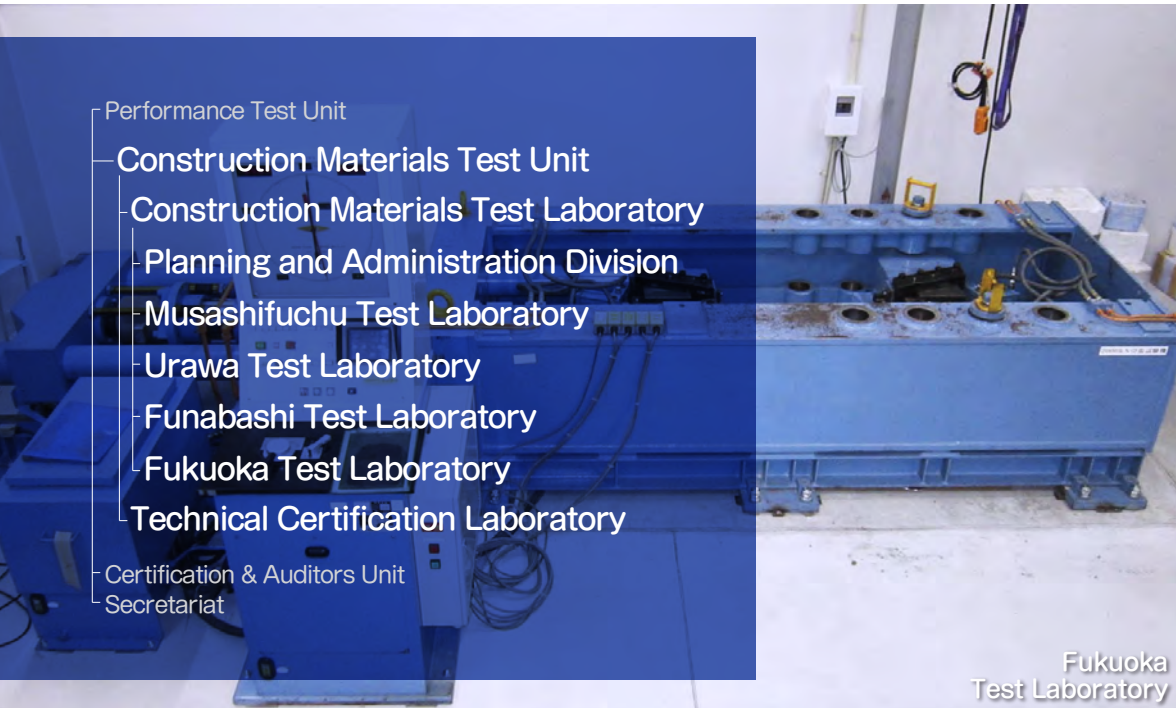 Performance Test Unit
Construction Materials Test Unit
Construction Materials Test Laboratory
Planning and Administration Division
Musashifuchu Test Laboratory
Urawa Test Laboratory
Funabashi Test Laboratory
Fukuoka Test Laboratory
Technical Certification Laboratory
Certification & Auditors Unit
Secretariat
Fukuoka
Test Laboratory